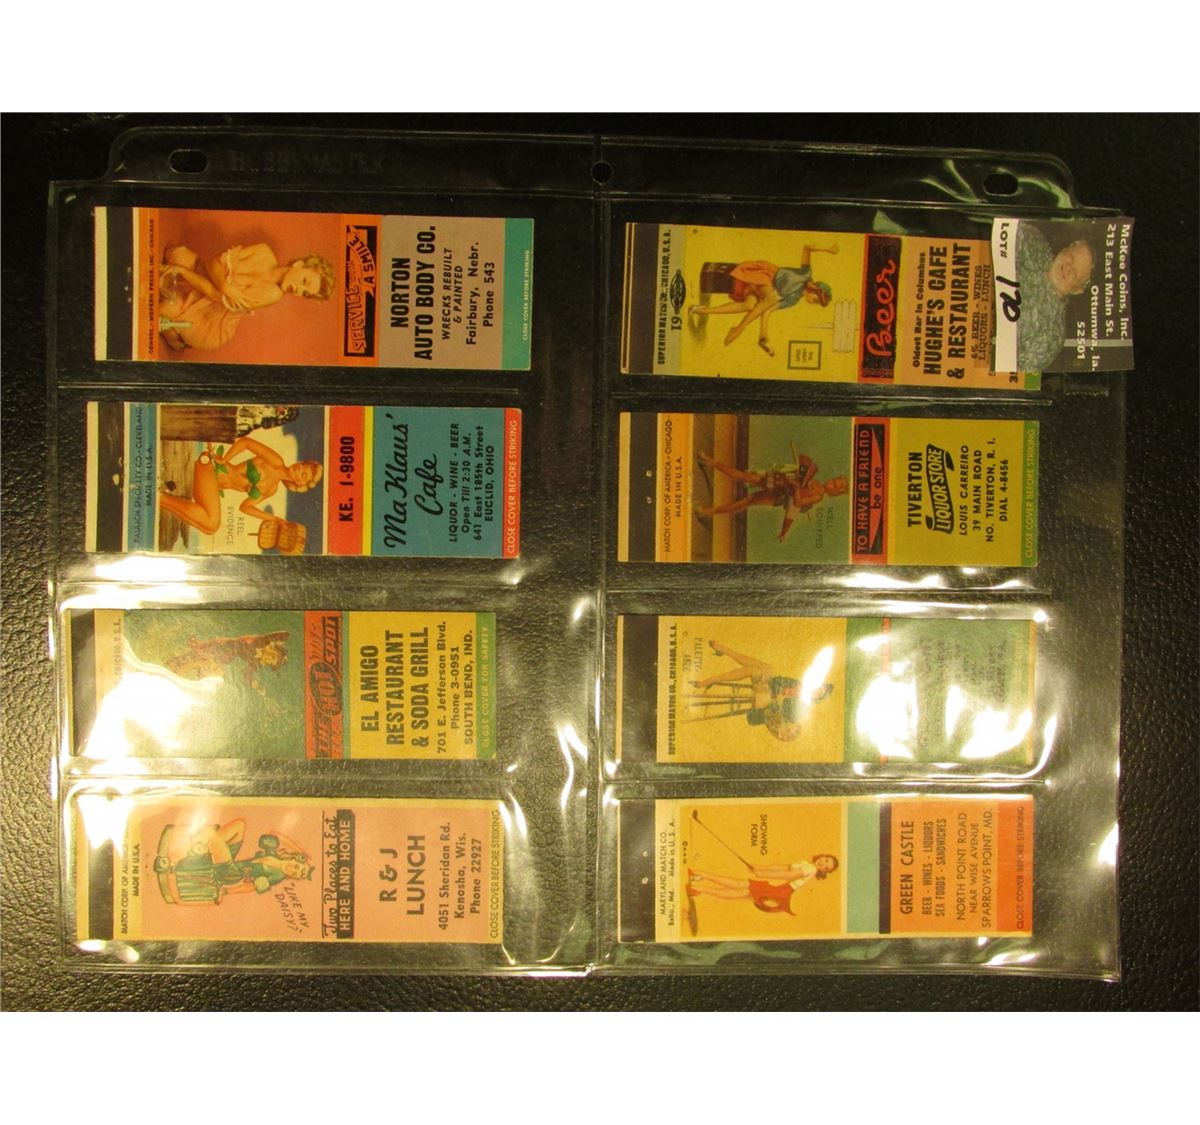 HOBBYMASTER
CONSOL. MODERN PRESS, INC. CHICAGO
SERVICE
A SMILE
NORTON
AUTO BODY CO.
WRECKS REBUILT
& PAINTED
Fairbury, Nebr.
Phone 543
CLOSE COVER BEFORE STRIKING
SUPERIOR MATCH CO., CHICAGO, U.S.A.
19
Beer
Oldest Bar in Columbus
HUGHE'S CAFE
& RESTAURANT
6% BEER - WINES
LIQUORS - LUNCH
LOT#
91
McKee Coins, Inc.
213 East Main St.
Ottumwa, Ia.
52501
PALEIGH SPECIALTY CO - CLEVELAND
MADE IN U.S.A.
REEL
EVIDENCE
KE. 1-9800
MaKlaus'
Cafe
LIQUOR - WINE - BEER
Open Till 2:30 A.M.
641 East 185th Street
EUCLID, OHIO
CLOSE COVER BEFORE STRIKING
MATCH CORP. OF AMERICA - CHICAGO
MADE IN U.S.A.
WELL
EQUIPPED
TO HAVE A FRIEND
be one
TIVERTON
LIQUOR STORE
LOUIS CARREIRO
39 MAIN ROAD
NO. TIVERTON, R. I.
DIAL 4-8456
CLOSE COVER BEFORE STRIKING
CHICAGO, U.S.A.
THE HOT SPOT
EL AMIGO
RESTAURANT
& SODA GRILL
701 E. Jefferson Blvd.
Phone 3-0951
SOUTH BEND, IND.
CLOSE COVER FOR SAFETY
SUPERIOR MATCH CO., CHICAGO, U.S.A.
PALETTE
MATCH CORP OF AMERICA
MADE IN U.S.A
"LIKE MY
DAISY?"
Two Places to Eat
HERE AND HOME
R & J
LUNCH
4051 Sheridan Rd.
Kenosha, Wis.
Phone 22927
CLOSE COVER BEFORE STRIKING
MARYLAND MATCH CO.
Balto., Md. Made in U.S.A.
SHOWING
FORM
GREEN CASTLE
BEER - WINES - LIQUORS
SEA FOODS - SANDWICHES
NORTH POINT ROAD
NEAR WISE AVENUE
SPARROWS POINT, MD.
CLOSE COVER BEFORE STRIKING